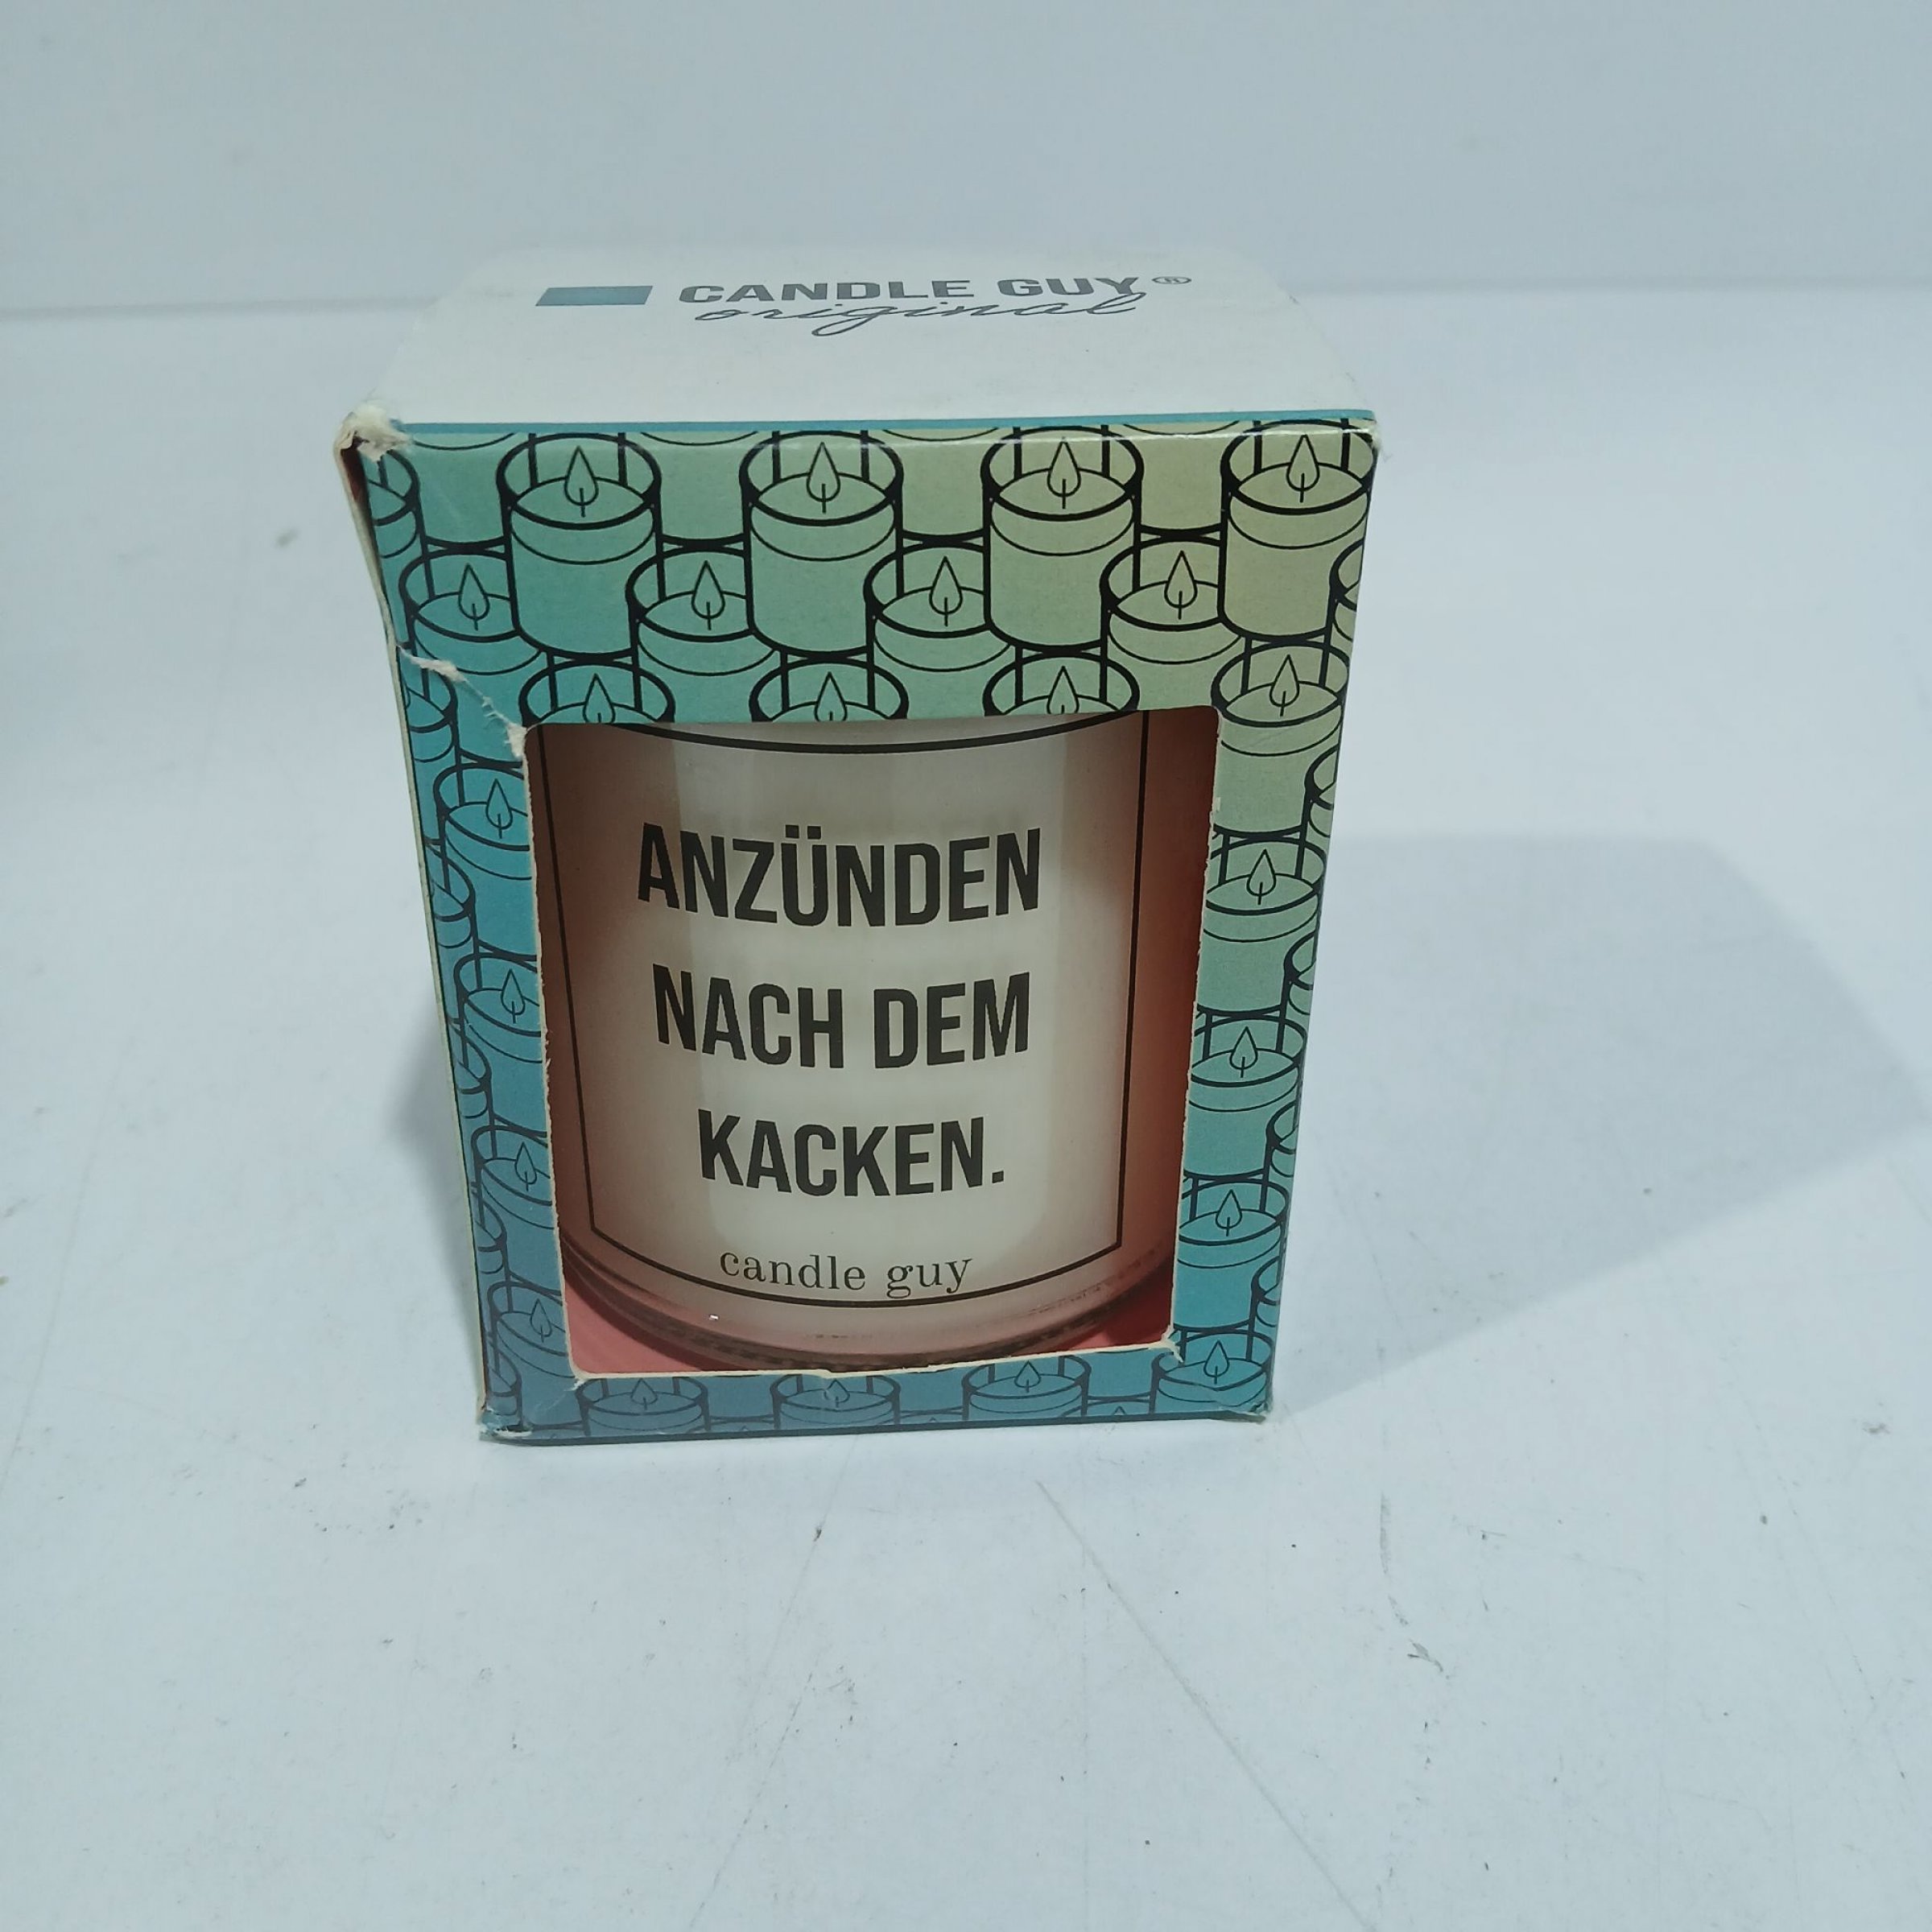 CANDLE GUY®
original
ANZÜNDEN
NACH DEM
KACKEN.
candle guy